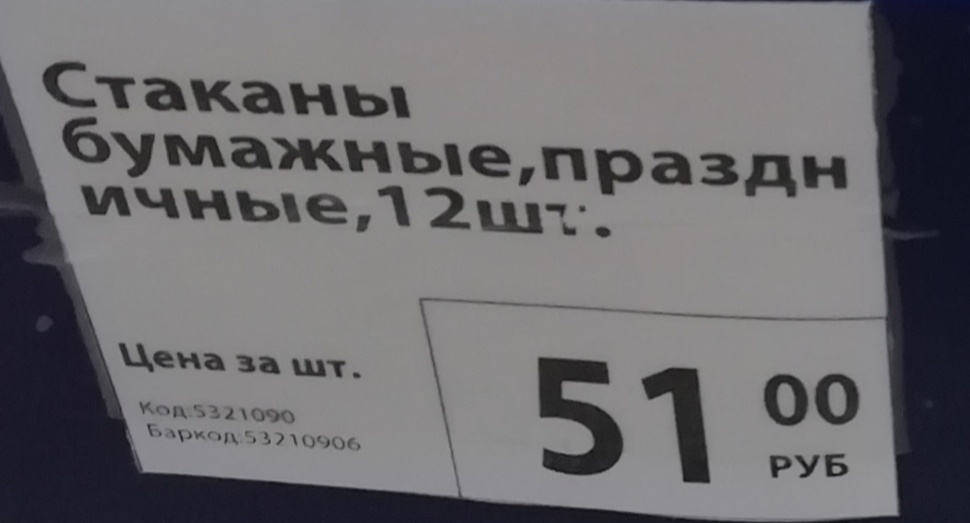 Стаканы
бумажные,праздн
ичные,12шт.
Цена за шт.
Код:5321090
Баркод:53210906
51 00
РУБ